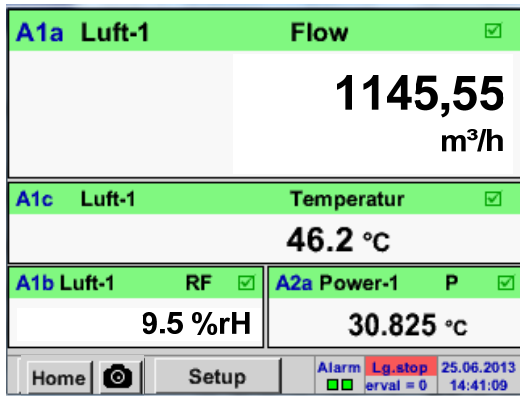 A1a Luft-1 Flow
1145,55
m³/h
A1c Luft-1 Temperatur
46.2 °C
A1b Luft-1 RF
9.5 %rH
A2a Power-1 P
30.825 °C
Home Setup
Alarm
Lg.stop
erval = 0
25.06.2013
14:41:09